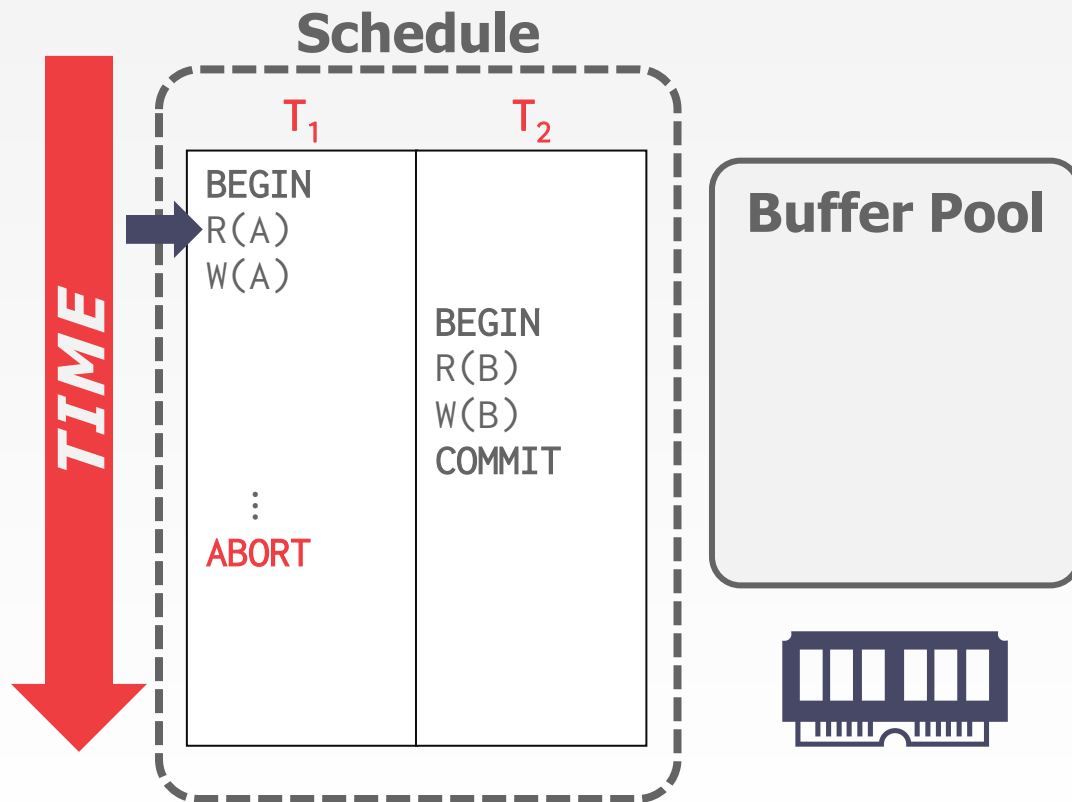 Schedule
TIME
T₁ T₂
BEGIN
R(A)
W(A)
BEGIN
R(B)
W(B)
COMMIT
⋮
ABORT
Buffer Pool